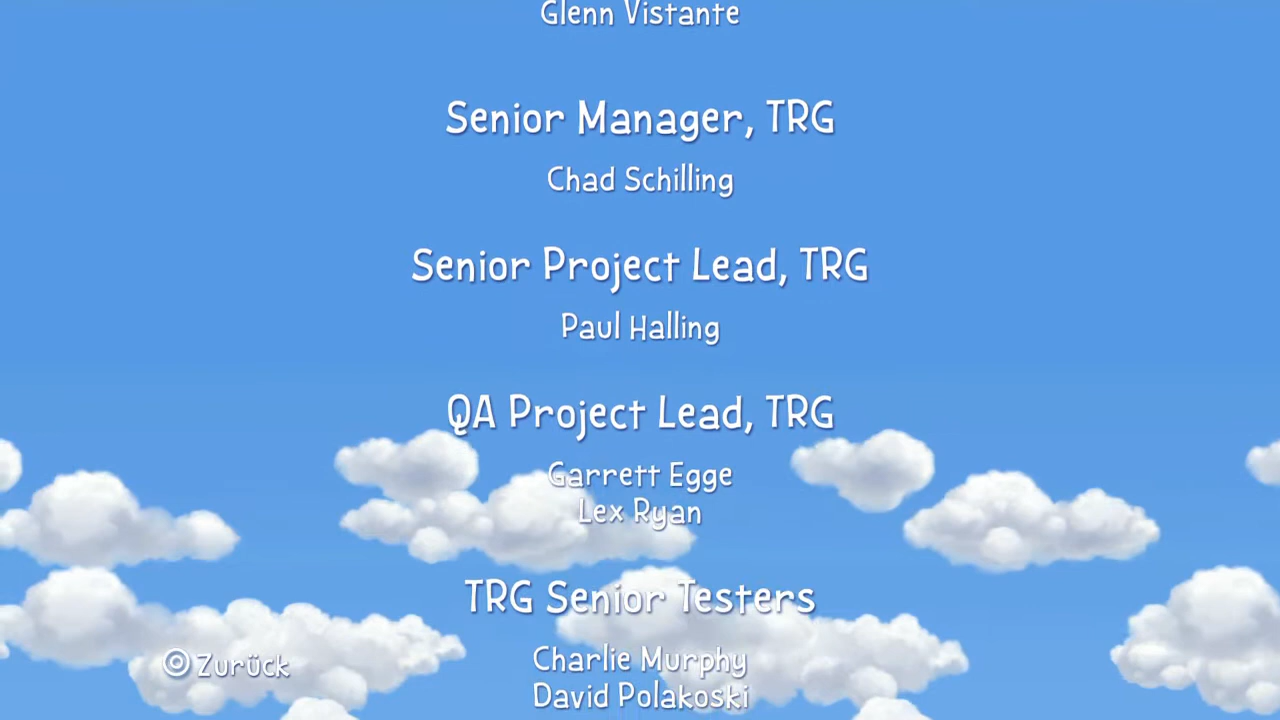 Glenn Vistante
Senior Manager, TRG
Chad Schilling
Senior Project Lead, TRG
Paul Halling
QA Project Lead, TRG
Garrett Egge
Lex Ryan
TRG Senior Testers
Charlie Murphy
Zurück
David Polakoski